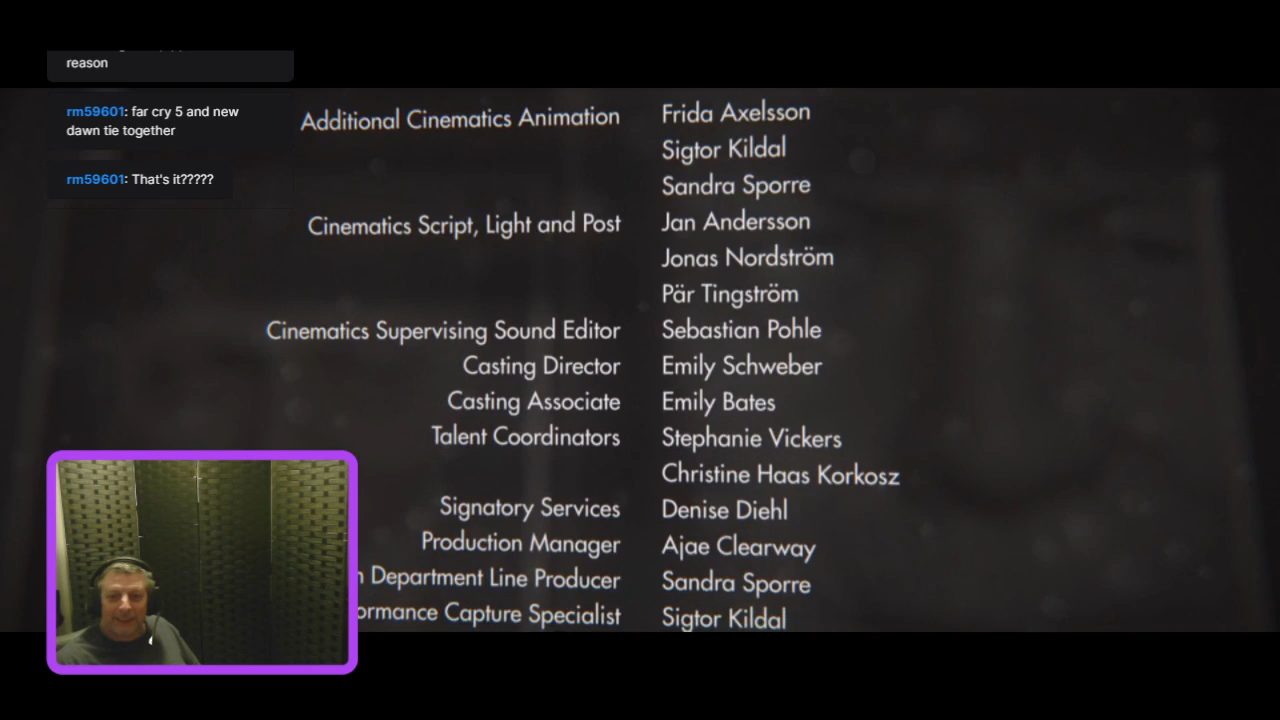 reason
rm59601: far cry 5 and new
dawn tie together
rm59601: That's it?????
Additional Cinematics Animation Frida Axelsson
Sigtor Kildal
Sandra Sporre
Cinematics Script, Light and Post Jan Andersson
Jonas Nordström
Pär Tingström
Cinematics Supervising Sound Editor Sebastian Pohle
Casting Director Emily Schweber
Casting Associate Emily Bates
Talent Coordinators Stephanie Vickers
Christine Haas Korkosz
Signatory Services Denise Diehl
Production Manager Ajae Clearway
Department Line Producer Sandra Sporre
Capture Specialist Sigtor Kildal